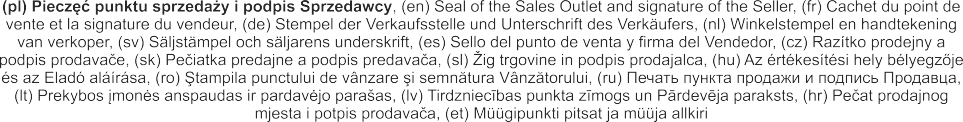 (pl) Pieczęć punktu sprzedaży i podpis Sprzedawcy, (en) Seal of the Sales Outlet and signature of the Seller, (fr) Cachet du point de
vente et la signature du vendeur, (de) Stempel der Verkaufsstelle und Unterschrift des Verkäufers, (nl) Winkelstempel en handtekening
van verkoper, (sv) Säljstämpel och säljarens underskrift, (es) Sello del punto de venta y firma del Vendedor, (cz) Razítko prodejny a
podpis prodavače, (sk) Pečiatka predajne a podpis predavača, (sl) Žig trgovine in podpis prodajalca, (hu) Az értékesítési hely bélyegzője
és az Eladó aláírása, (ro) Ştampila punctului de vânzare şi semnătura Vânzătorului, (ru) Печать пункта продажи и подпись Продавца,
(lt) Prekybos įmonės anspaudas ir pardavėjo parašas, (lv) Tirdzniecības punkta zīmogs un Pārdevēja paraksts, (hr) Pečat prodajnog
mjesta i potpis prodavača, (et) Müügipunkti pitsat ja müüja allkiri